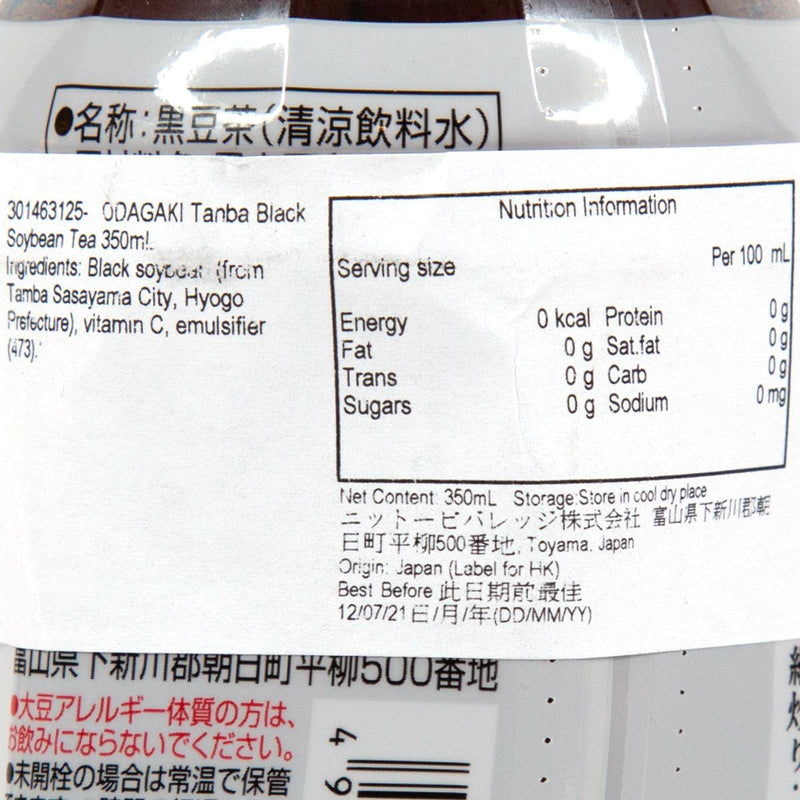 ●名称：黒豆茶（清涼飲料水）
301463125- ODAGAKI Tanba Black
Soybean Tea 350mL
Ingredients: Black soybean (from
Tamba Sasayama City, Hyogo
Prefecture), vitamin C, emulsifier
(473).
Nutrition Information
Per 100 mL
Serving size
Energy 0 kcal Protein 0 g
Fat 0 g Sat.fat 0 g
Trans 0 g Carb 0 g
Sugars 0 g Sodium 0 mg
Net Content: 350mL Storage:Store in cool dry place
ニットービバレッジ株式会社 富山県下新川郡朝
日町平柳500番地, Toyama, Japan
Origin: Japan (Label for HK)
Best Before 此日期前最佳
12/07/21日/月/年(DD/MM/YY)
富山県下新川郡朝日町平柳500番地
●大豆アレルギー体質の方は、
お飲みにならないでください。
●未開栓の場合は常温で保管
4 9